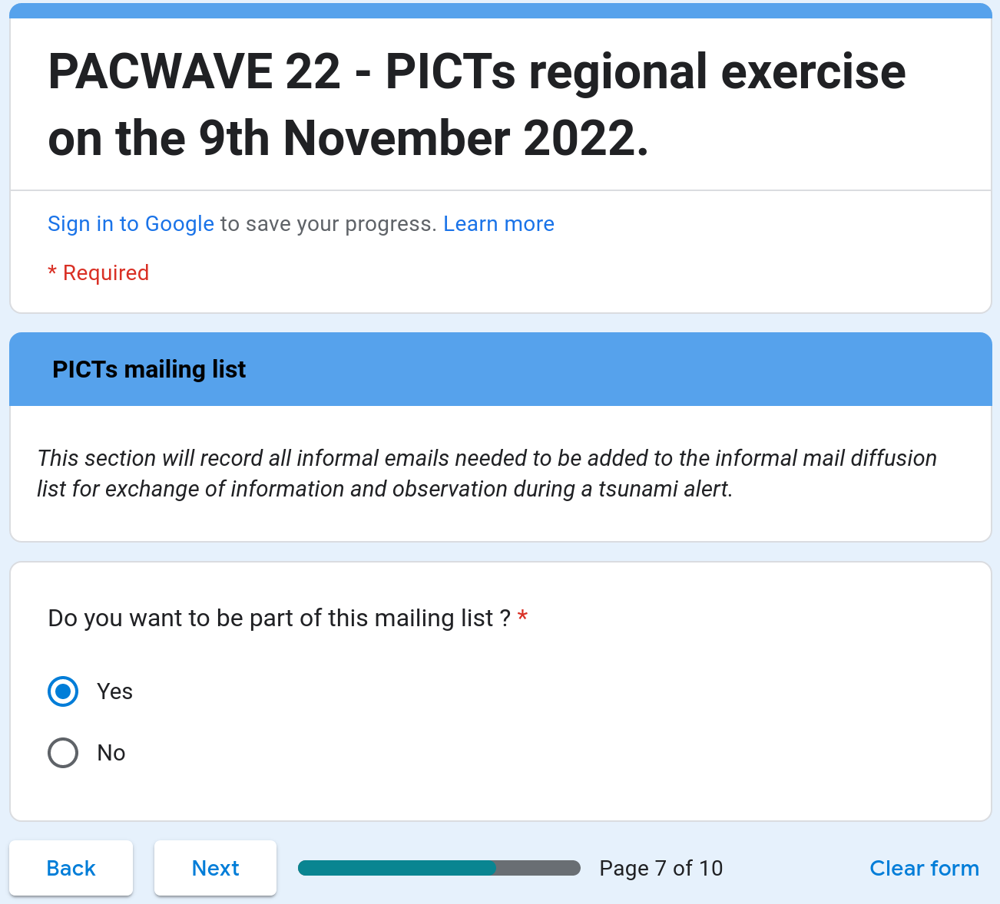 PACWAVE 22 - PICTs regional exercise
on the 9th November 2022.
Sign in to Google to save your progress. Learn more
* Required
PICTs mailing list
This section will record all informal emails needed to be added to the informal mail diffusion
list for exchange of information and observation during a tsunami alert.
Do you want to be part of this mailing list ? *
Yes
No
Back
Next
Page 7 of 10
Clear form